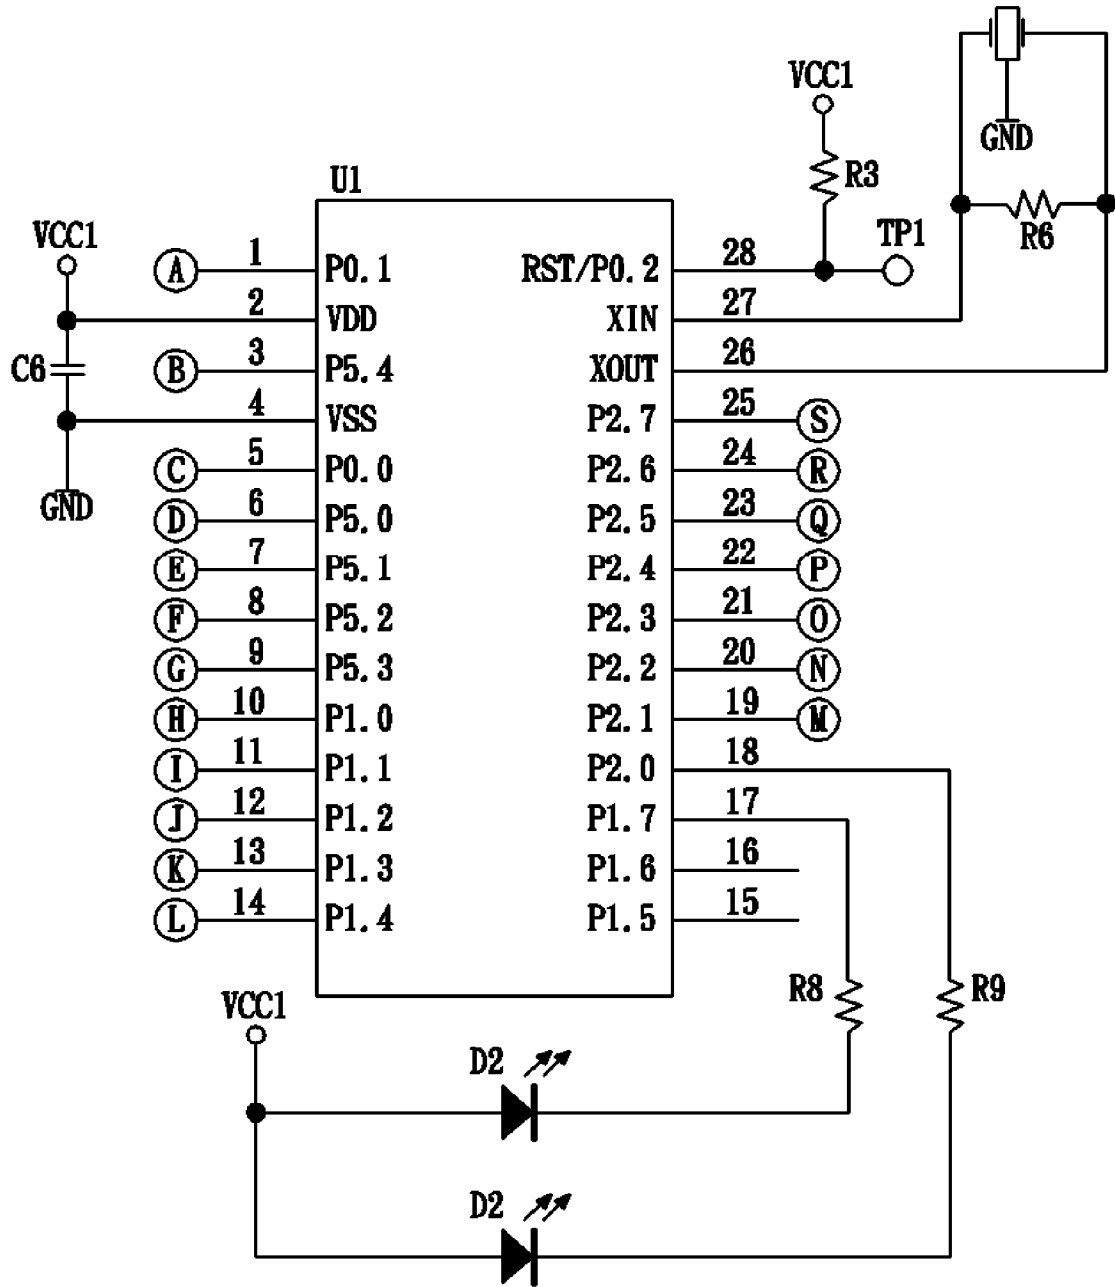 VCC1
GND
R3
U1
VCC1
TP1
R6
A 1 P0.1 RST/P0.2 28
2 VDD XIN 27
C6 B 3 P5.4 XOUT 26
4 VSS P2.7 25 S
C 5 P0.0 P2.6 24 R
GND
D 6 P5.0 P2.5 23 Q
E 7 P5.1 P2.4 22 P
F 8 P5.2 P2.3 21 O
G 9 P5.3 P2.2 20 N
H 10 P1.0 P2.1 19 M
I 11 P1.1 P2.0 18
J 12 P1.2 P1.7 17
K 13 P1.3 P1.6 16
L 14 P1.4 P1.5 15
R8 R9
VCC1
D2
D2